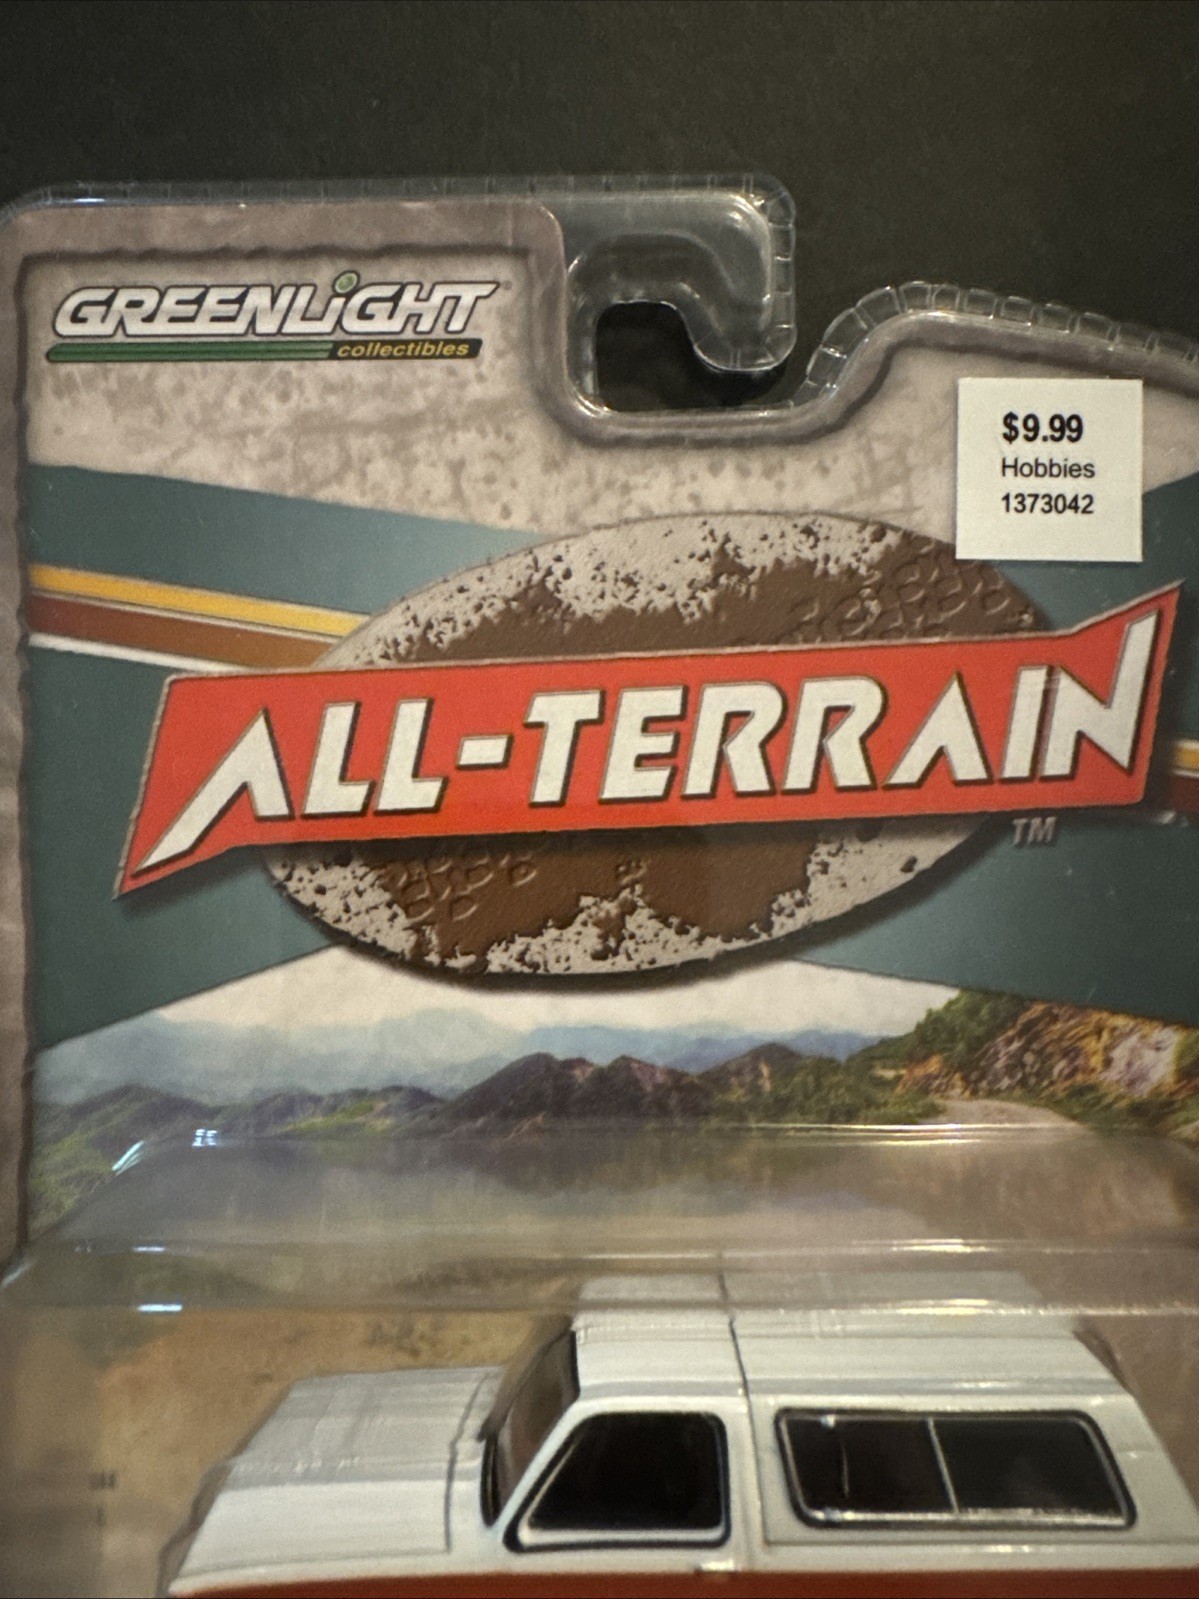 GREENLiGHT®
collectibles
$9.99
Hobbies
1373042
ALL-TERRAIN
TM